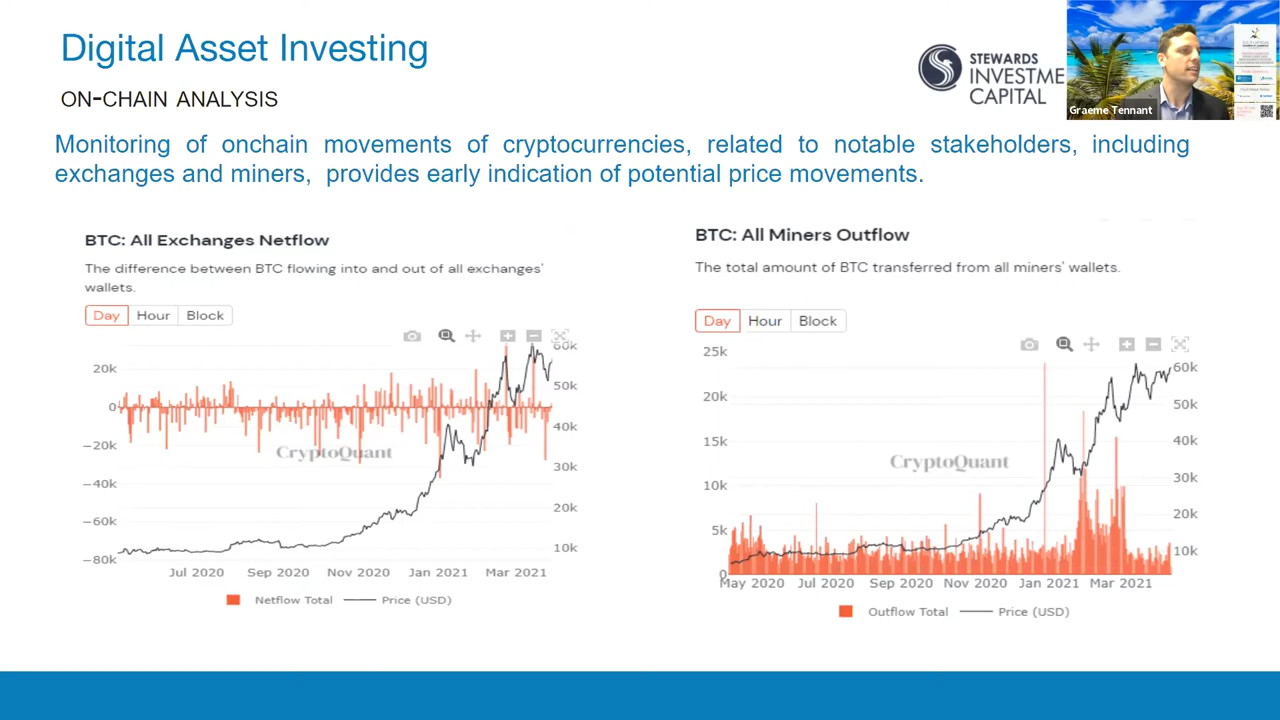 Digital Asset Investing
ON-CHAIN ANALYSIS
STEWARDS
INVESTME
CAPITAL
Graeme Tennant
Monitoring of onchain movements of cryptocurrencies, related to notable stakeholders, including
exchanges and miners, provides early indication of potential price movements.
BTC: All Exchanges Netflow
The difference between BTC flowing into and out of all exchanges'
wallets.
Day Hour Block
20k
0
−20k
−40k
−60k
−80k
60k
50k
40k
30k
20k
10k
CryptoQuant
Jul 2020 Sep 2020 Nov 2020 Jan 2021 Mar 2021
Netflow Total Price (USD)
BTC: All Miners Outflow
The total amount of BTC transferred from all miners' wallets.
Day Hour Block
25k
20k
15k
10k
5k
0
60k
50k
40k
30k
20k
10k
CryptoQuant
May 2020 Jul 2020 Sep 2020 Nov 2020 Jan 2021 Mar 2021
Outflow Total Price (USD)